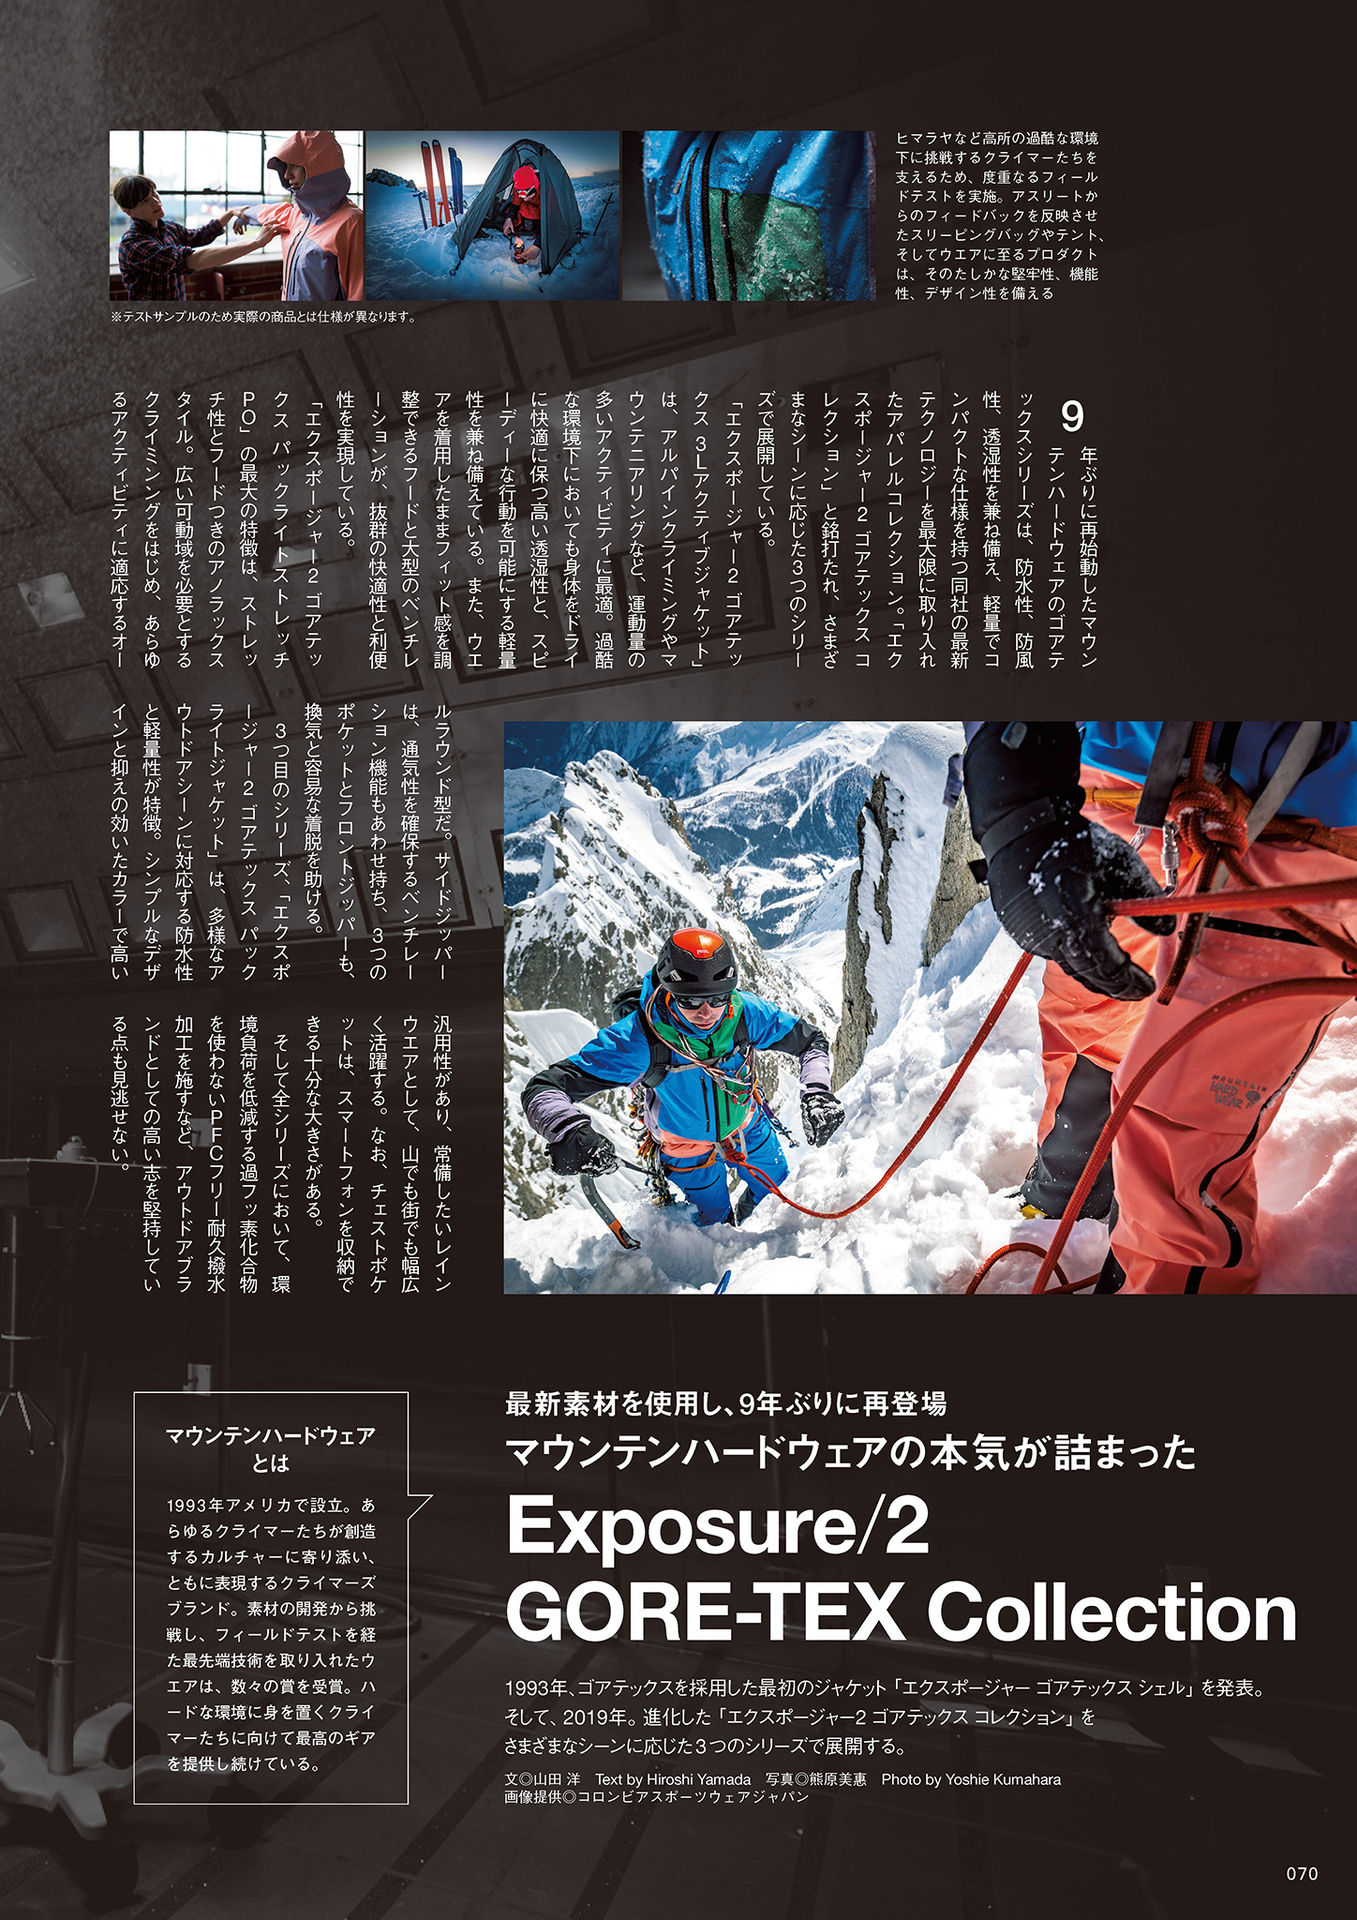 ヒマラヤなど高所の過酷な環境
下に挑戦するクライマーたちを
支えるため、度重なるフィール
ドテストを実施。アスリートか
らのフィードバックを反映させ
たスリーピングバッグやテント、
そしてウエアに至るプロダクト
は、そのたしかな堅牢性、機能
性、デザイン性を備える
※テストサンプルのため実際の商品とは仕様が異なります。
9年ぶりに再始動したマウン
テンハードウェアのゴアテ
ックスシリーズは、防水性、防風
性、透湿性を兼ね備え、軽量でコ
ンパクトな仕様を持つ同社の最新
テクノロジーを最大限に取り入れ
たアパレルコレクション。「エク
スポージャー2 ゴアテックス コ
レクション」と銘打たれ、さまざ
まなシーンに応じた3つのシリー
ズで展開している。
「エクスポージャー2 ゴアテッ
クス 3Lアクティブジャケット」
は、アルパインクライミングやマ
ウンテニアリングなど、運動量の
多いアクティビティに最適。過酷
な環境下においても身体をドライ
に快適に保つ高い透湿性と、スピ
ーディーな行動を可能にする軽量
性を兼ね備えている。また、ウエ
アを着用したままフィット感を調
整できるフードと大型のベンチレ
ーションが、抜群の快適性と利便
性を実現している。
「エクスポージャー2 ゴアテッ
クス パックライトストレッチ
PO」の最大の特徴は、ストレッ
チ性とフードつきのアノラックス
タイル。広い可動域を必要とする
クライミングをはじめ、あらゆ
るアクティビティに適応するオー
ルラウンド型だ。サイドジッパー
は、通気性を確保するベンチレー
ション機能もあわせ持ち、3つの
ポケットとフロントジッパーも、
換気と容易な着脱を助ける。
3つ目のシリーズ、「エクスポ
ージャー2 ゴアテックス パック
ライトジャケット」は、多様なア
ウトドアシーンに対応する防水性
と軽量性が特徴。シンプルなデザ
インと抑えの効いたカラーで高い
汎用性があり、常備したいレイン
ウエアとして、山でも街でも幅広
く活躍する。なお、チェストポケ
ットは、スマートフォンを収納で
きる十分な大きさがある。
そして全シリーズにおいて、環
境負荷を低減する過フッ素化合物
を使わないPFCフリー耐久撥水
加工を施すなど、アウトドアブラ
ンドとしての高い志を堅持してい
る点も見逃せない。
MOUNTAIN
HARD
WEAR
最新素材を使用し、9年ぶりに再登場
マウンテンハードウェアの本気が詰まった
Exposure/2
GORE-TEX Collection
1993年、ゴアテックスを採用した最初のジャケット「エクスポージャー ゴアテックス シェル」を発表。
そして、2019年。進化した「エクスポージャー2 ゴアテックス コレクション」を
さまざまなシーンに応じた3つのシリーズで展開する。
文◎山田 洋　Text by Hiroshi Yamada　写真◎熊原美惠　Photo by Yoshie Kumahara
画像提供◎コロンビアスポーツウェアジャパン
マウンテンハードウェア
とは
1993年アメリカで設立。あ
らゆるクライマーたちが創造
するカルチャーに寄り添い、
ともに表現するクライマーズ
ブランド。素材の開発から挑
戦し、フィールドテストを経
た最先端技術を取り入れたウ
エアは、数々の賞を受賞。ハ
ードな環境に身を置くクライ
マーたちに向けて最高のギア
を提供し続けている。
070